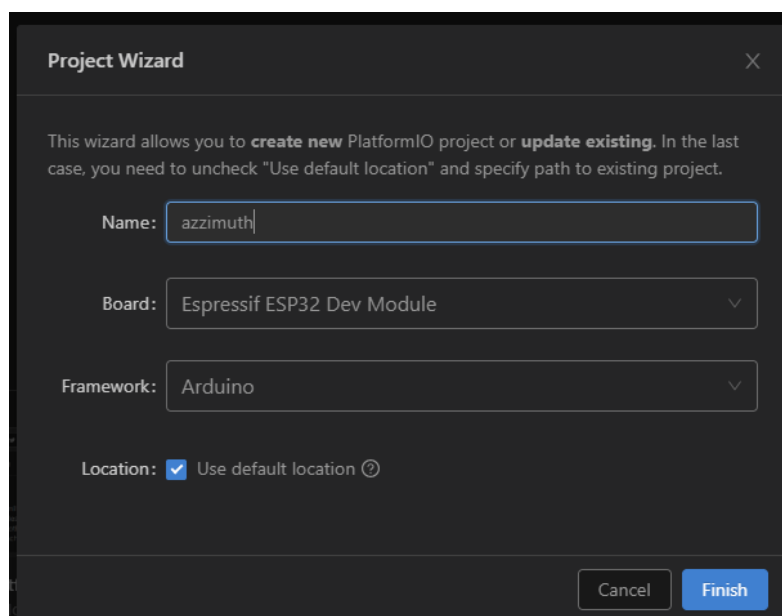 Project Wizard
This wizard allows you to create new PlatformIO project or update existing. In the last
case, you need to uncheck "Use default location" and specify path to existing project.
Name: azzimuth
Board: Espressif ESP32 Dev Module
Framework: Arduino
Location: Use default location
Cancel Finish